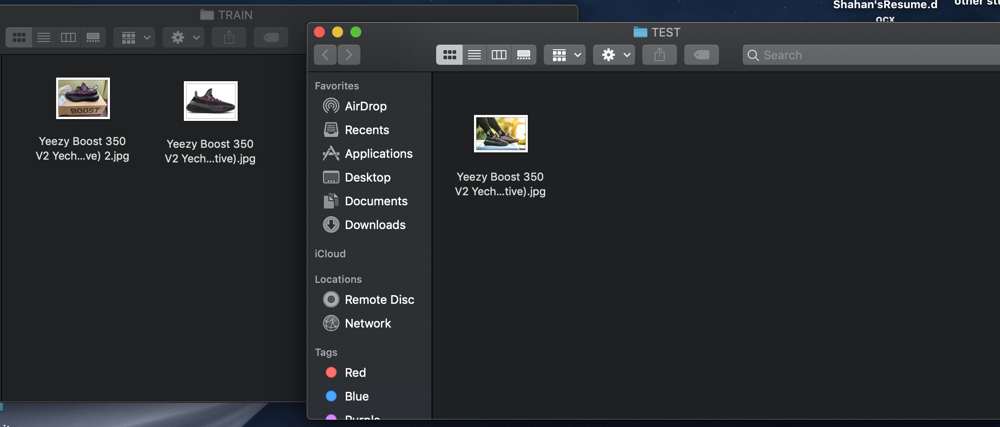 Shahan'sResume.d
ocx
other stu
TRAIN
BOOST
Yeezy Boost 350
V2 Yech...ve) 2.jpg
Yeezy Boost 350
V2 Yech...tive).jpg
TEST
Search
Favorites
AirDrop
Recents
Applications
Desktop
Documents
Downloads
iCloud
Locations
Remote Disc
Network
Tags
Red
Blue
Purple
Yeezy Boost 350
V2 Yech...tive).jpg